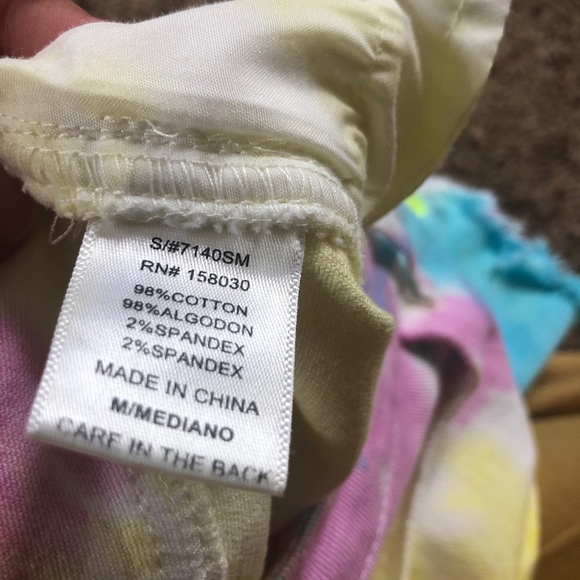 S/#7140SM
RN# 158030
98%COTTON
98%ALGODON
2%SPANDEX
2%SPANDEX
MADE IN CHINA
M/MEDIANO
CARE IN THE BACK